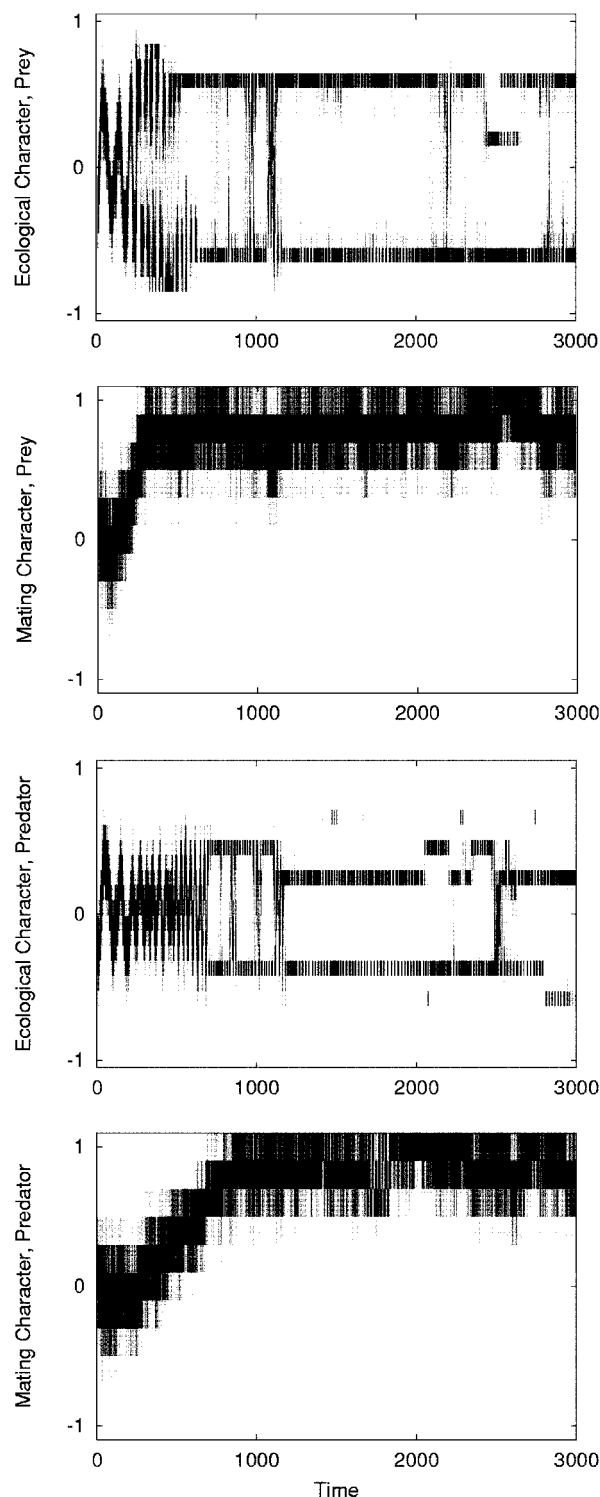 Ecological Character, Prey
1
0
-1
0 1000 2000 3000
Mating Character, Prey
1
0
-1
0 1000 2000 3000
Ecological Character, Predator
1
0
-1
0 1000 2000 3000
Mating Character, Predator
1
0
-1
0 1000 2000 3000
Time